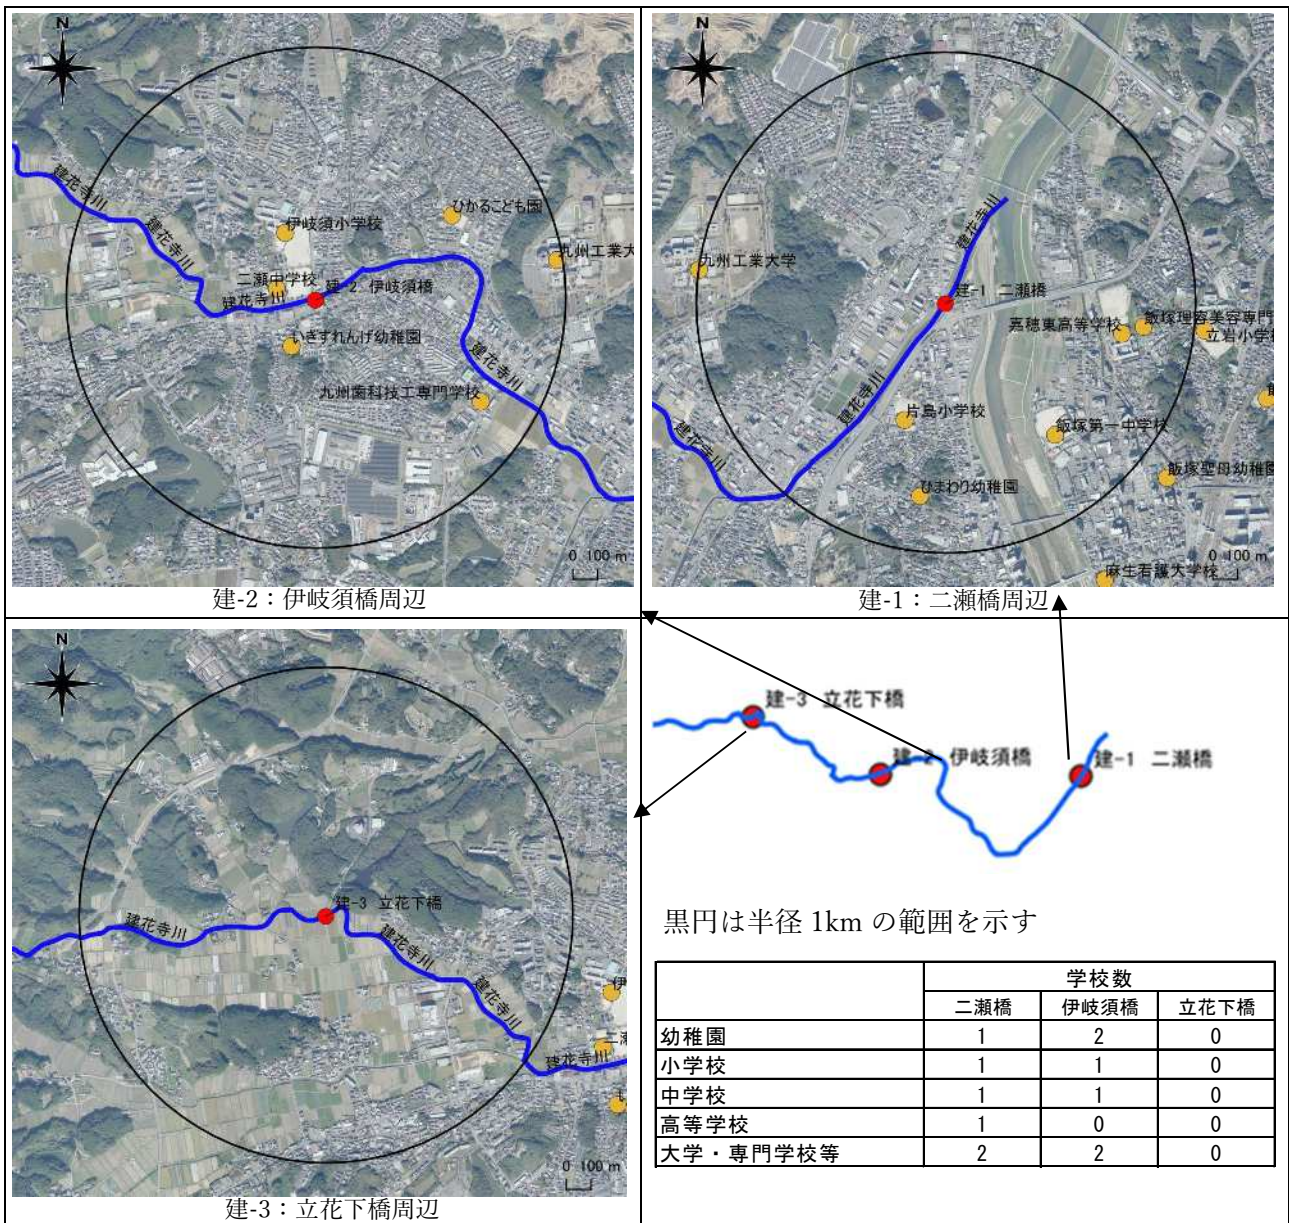 N
建花寺川
建花寺川
伊岐須小学校
ひかるこども園
九州工業大
二瀬中学校
建花寺川
建-2 伊岐須橋
いぎすれんげ幼稚園
建花寺川
九州歯科技工専門学校
0 100 m
建-2：伊岐須橋周辺
N
建花寺川
九州工業大学
建-1 二瀬橋
嘉穂東高等学校
飯塚理容美容専門
立岩小学校
建花寺川
片島小学校
飯塚第一中学校
建花寺川
飯塚聖母幼稚園
ひまわり幼稚園
0 100 m
麻生看護大学校
建-1：二瀬橋周辺
N
建-3 立花下橋
建花寺川
建花寺川
建花寺川
伊
二瀬
建花寺川
い
0 100 m
建-3：立花下橋周辺
建-3 立花下橋
建-2 伊岐須橋
建-1 二瀬橋
黒円は半径 1km の範囲を示す
学校数
二瀬橋 伊岐須橋 立花下橋
幼稚園 1 2 0
小学校 1 1 0
中学校 1 1 0
高等学校 1 0 0
大学・専門学校等 2 2 0